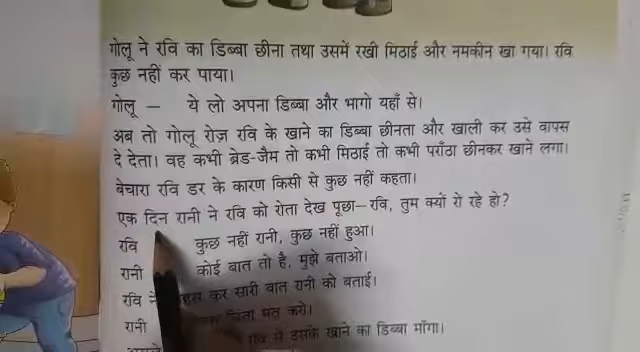 गोलू ने रवि का डिब्बा छीना तथा उसमें रखी मिठाई और नमकीन खा गया। रवि
कुछ नहीं कर पाया।
गोलू — ये लो अपना डिब्बा और भागो यहाँ से।
अब तो गोलू रोज़ रवि के खाने का डिब्बा छीनता और खाली कर उसे वापस
दे देता। वह कभी ब्रेड-जैम तो कभी मिठाई तो कभी पराँठा छीनकर खाने लगा।
बेचारा रवि डर के कारण किसी से कुछ नहीं कहता।
एक दिन रानी ने रवि को रोता देख पूछा— रवि, तुम क्यों रो रहे हो?
रवि कुछ नहीं रानी, कुछ नहीं हुआ।
रानी कोई बात तो है, मुझे बताओ।
रवि ने कर सारी बात रानी को बताई।
रानी चिंता मत करो।
रवि से उसके खाने का डिब्बा माँगा।